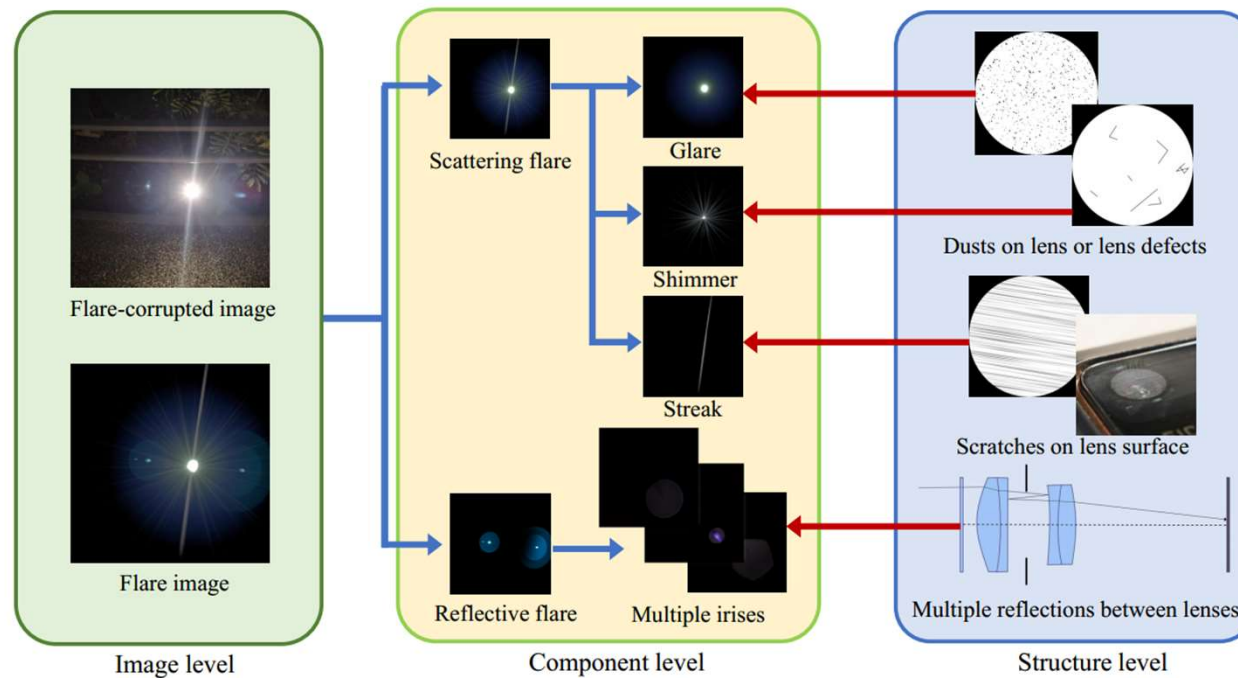 Flare-corrupted image
Flare image
Image level
Scattering flare
Glare
Shimmer
Streak
Reflective flare
Multiple irises
Component level
Dusts on lens or lens defects
Scratches on lens surface
Multiple reflections between lenses
Structure level